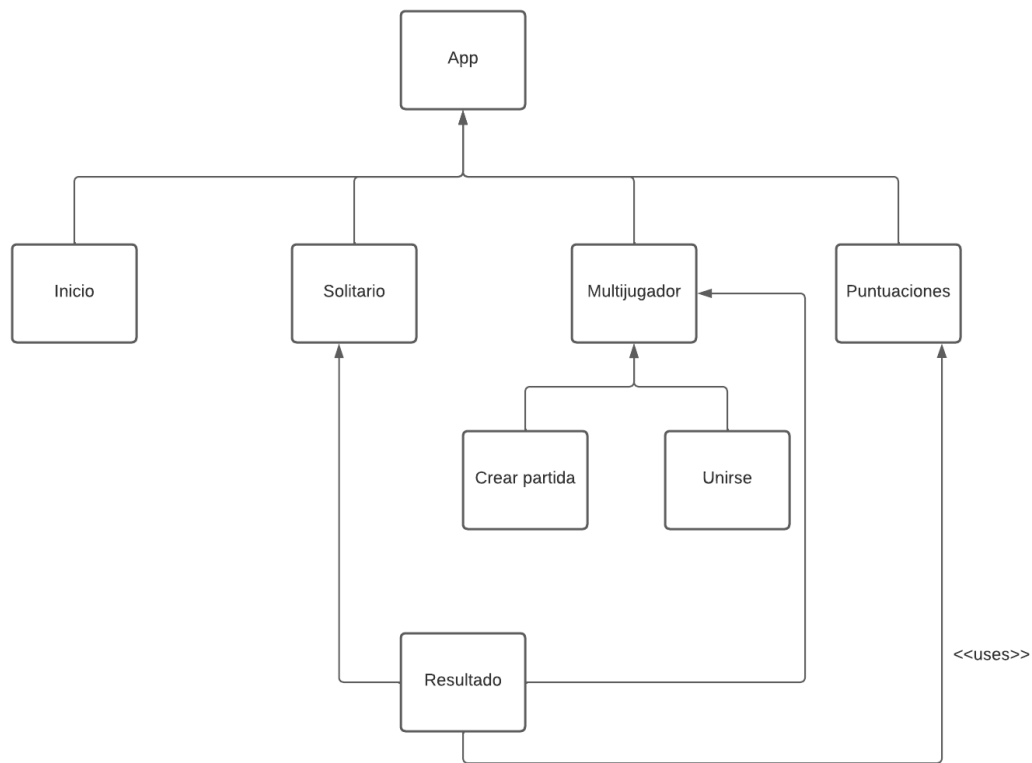 App
Inicio
Solitario
Multijugador
Puntuaciones
Crear partida
Unirse
<<uses>>
Resultado